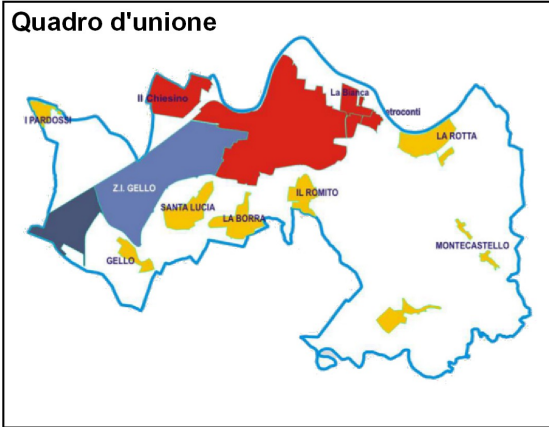 Quadro d'unione
Il Chiesino
La Bianca
etroconti
I PARDOSSI
LA ROTTA
Z.I. GELLO
IL ROMITO
SANTA LUCIA
LA BORRA
MONTECASTELLO
GELLO